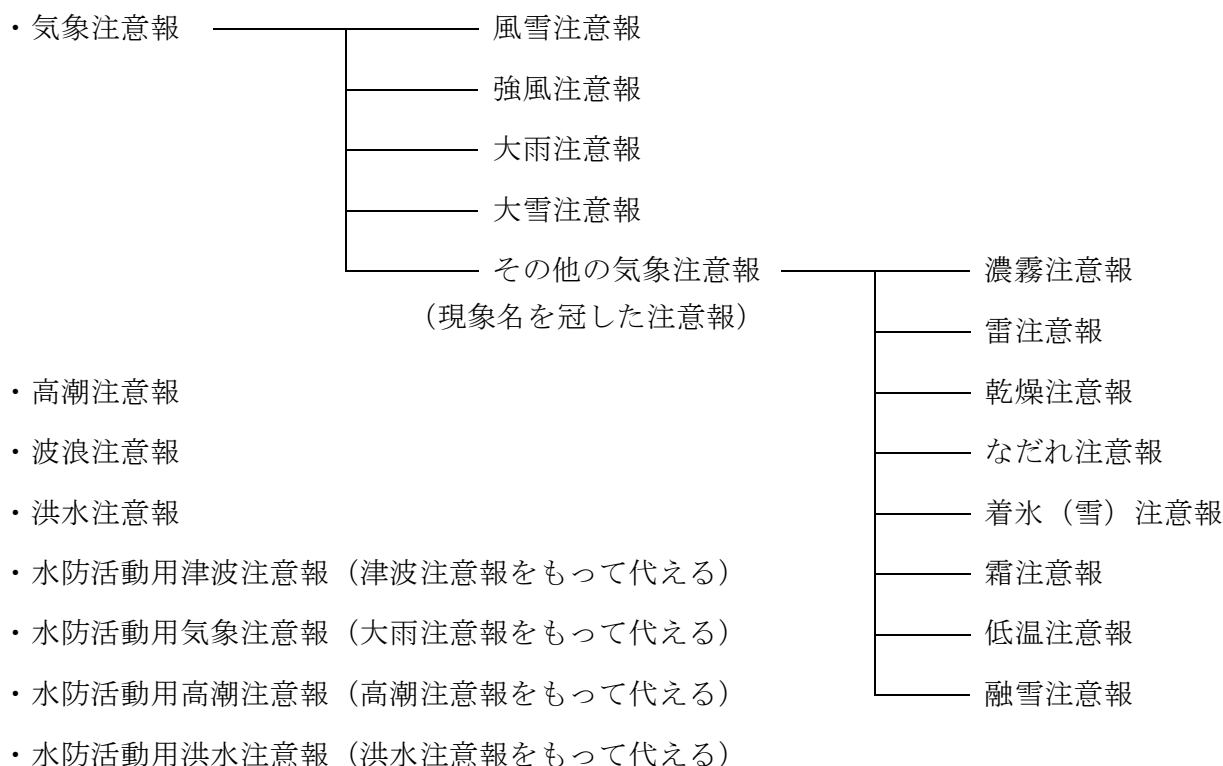 ・気象注意報
風雪注意報
強風注意報
大雨注意報
大雪注意報
その他の気象注意報
（現象名を冠した注意報）
濃霧注意報
雷注意報
乾燥注意報
なだれ注意報
着氷（雪）注意報
霜注意報
低温注意報
融雪注意報
・高潮注意報
・波浪注意報
・洪水注意報
・水防活動用津波注意報（津波注意報をもって代える）
・水防活動用気象注意報（大雨注意報をもって代える）
・水防活動用高潮注意報（高潮注意報をもって代える）
・水防活動用洪水注意報（洪水注意報をもって代える）